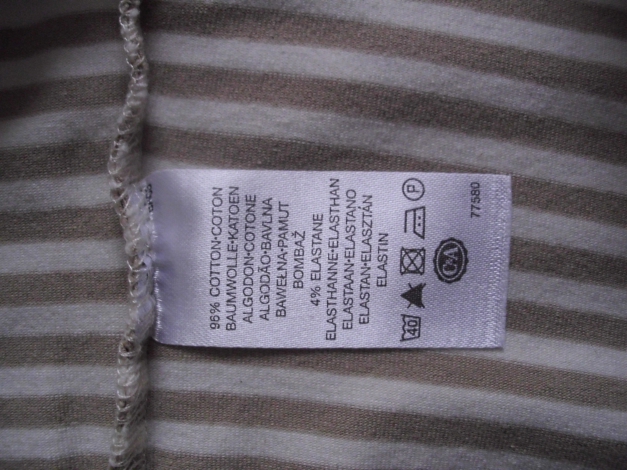 96% COTTON•COTON
BAUMWOLLE•KATOEN
ALGODON•COTONE
ALGODÃO•BAVLNA
BAWEŁNA•PAMUT
BOMBAŽ
4% ELASTANE
ELASTHANNE•ELASTHAN
ELASTAAN•ELASTANO
ELASTAN•ELASZTÁN
ELASTIN
40 P
C&A
77580